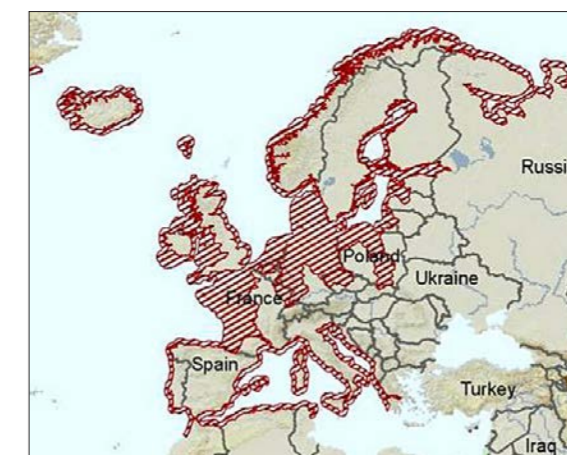 Russi
Poland
Ukraine
France
Spain
Turkey
Iraq